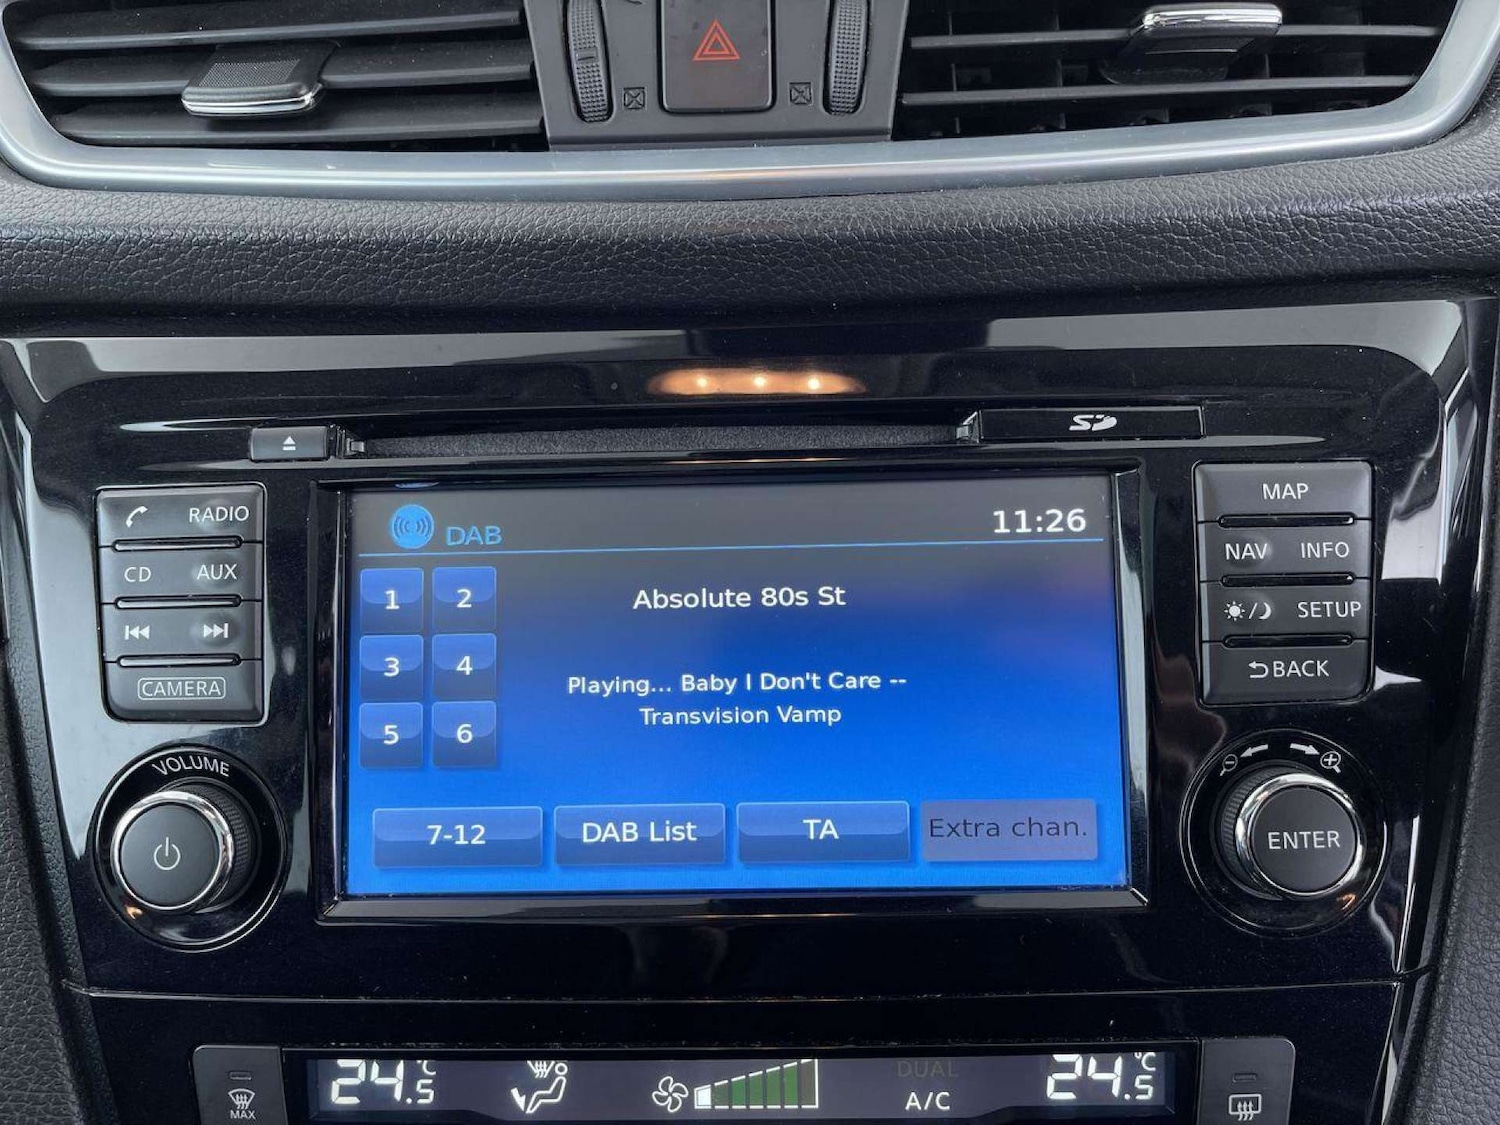 SD
RADIO
CD AUX
CAMERA
VOLUME
DAB
11:26
1 2
3 4
5 6
Absolute 80s St
Playing... Baby I Don't Care --
Transvision Vamp
7-12
DAB List
TA
Extra chan.
MAP
NAV INFO
SETUP
BACK
ENTER
MAX
24.5°C
DUAL
A/C
24.5°C